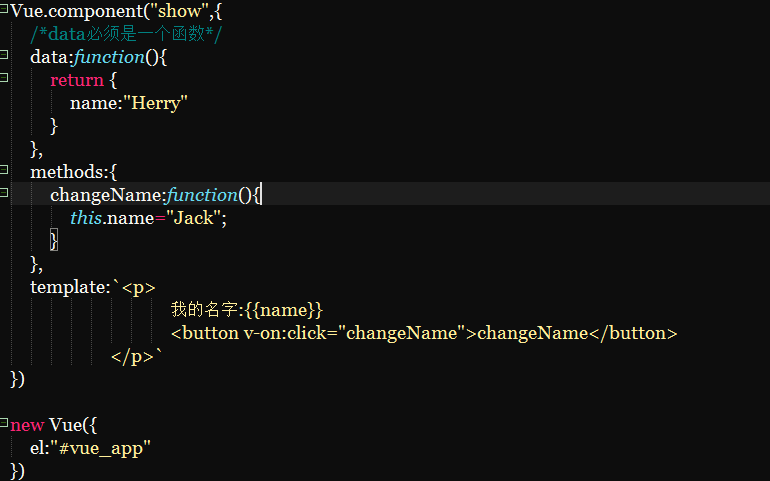 Vue.component("show",{
/*data必须是一个函数*/
data:function(){
return {
name:"Herry"
}
},
methods:{
changeName:function(){
this.name="Jack";
}
},
template:`<p>
我的名字:{{name}}
<button v-on:click="changeName">changeName</button>
</p>`
})
new Vue({
el:"#vue_app"
})